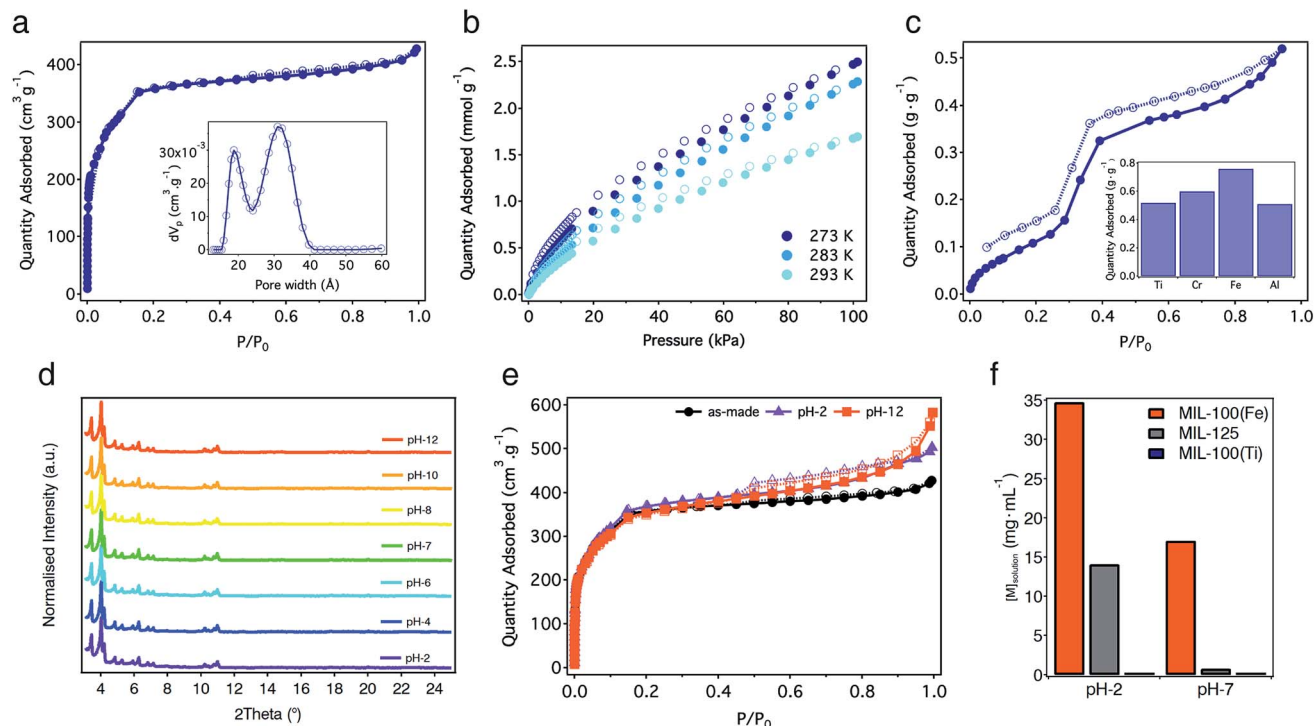 a
Quantity Adsorbed (cm³ g⁻¹)
400
300
200
100
0
0.0 0.2 0.4 0.6 0.8 1.0
P/P₀
dVₚ (cm³.g⁻¹)
30x10⁻³
20
10
0
20 30 40 50 60
Pore width (Å)
b
Quantity Adsorbed (mmol g⁻¹)
2.5
2.0
1.5
1.0
0.5
0.0
0 20 40 60 80 100
Pressure (kPa)
273 K
283 K
293 K
c
Quantity Adsorbed (g·g⁻¹)
0.5
0.4
0.3
0.2
0.1
0.0
0.0 0.2 0.4 0.6 0.8 1.0
P/P₀
Quantity Adsorbed (g·g⁻¹)
0.8
0.6
0.4
0.2
0.0
Ti Cr Fe Al
d
Normalised Intensity (a.u.)
pH-12
pH-10
pH-8
pH-7
pH-6
pH-4
pH-2
4 6 8 10 12 14 16 18 20 22 24
2Theta (°)
e
Quantity Adsorbed (cm³.g⁻¹)
600
500
400
300
200
100
0
as-made pH-2 pH-12
0.0 0.2 0.4 0.6 0.8 1.0
P/P₀
f
[M]solution (mg·mL⁻¹)
35
30
25
20
15
10
5
0
MIL-100(Fe)
MIL-125
MIL-100(Ti)
pH-2 pH-7